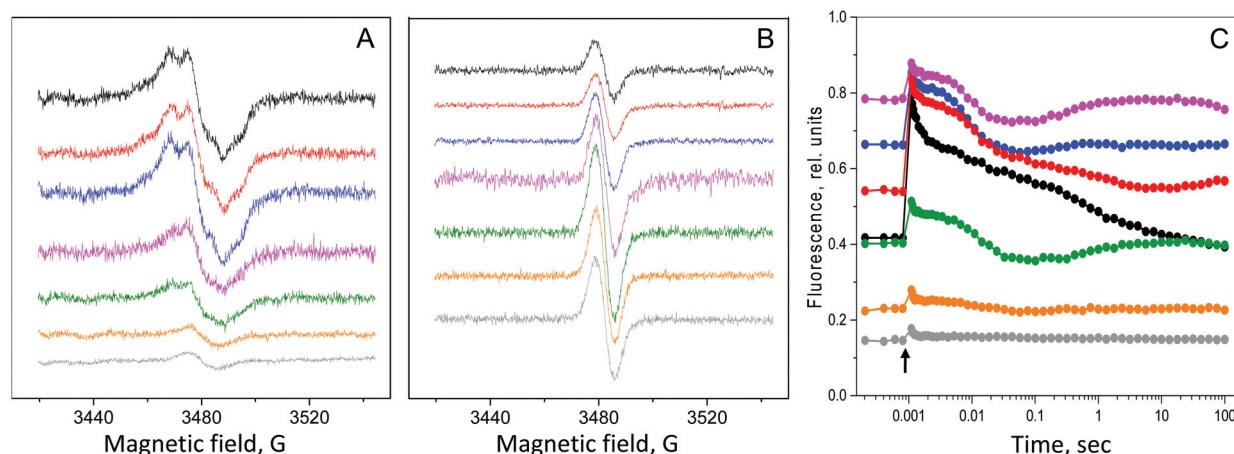 A
3440 3480 3520
Magnetic field, G
B
3440 3480 3520
Magnetic field, G
C
Fluorescence, rel. units
1.0
0.8
0.6
0.4
0.2
0.0
0.001 0.01 0.1 1 10 100
Time, sec